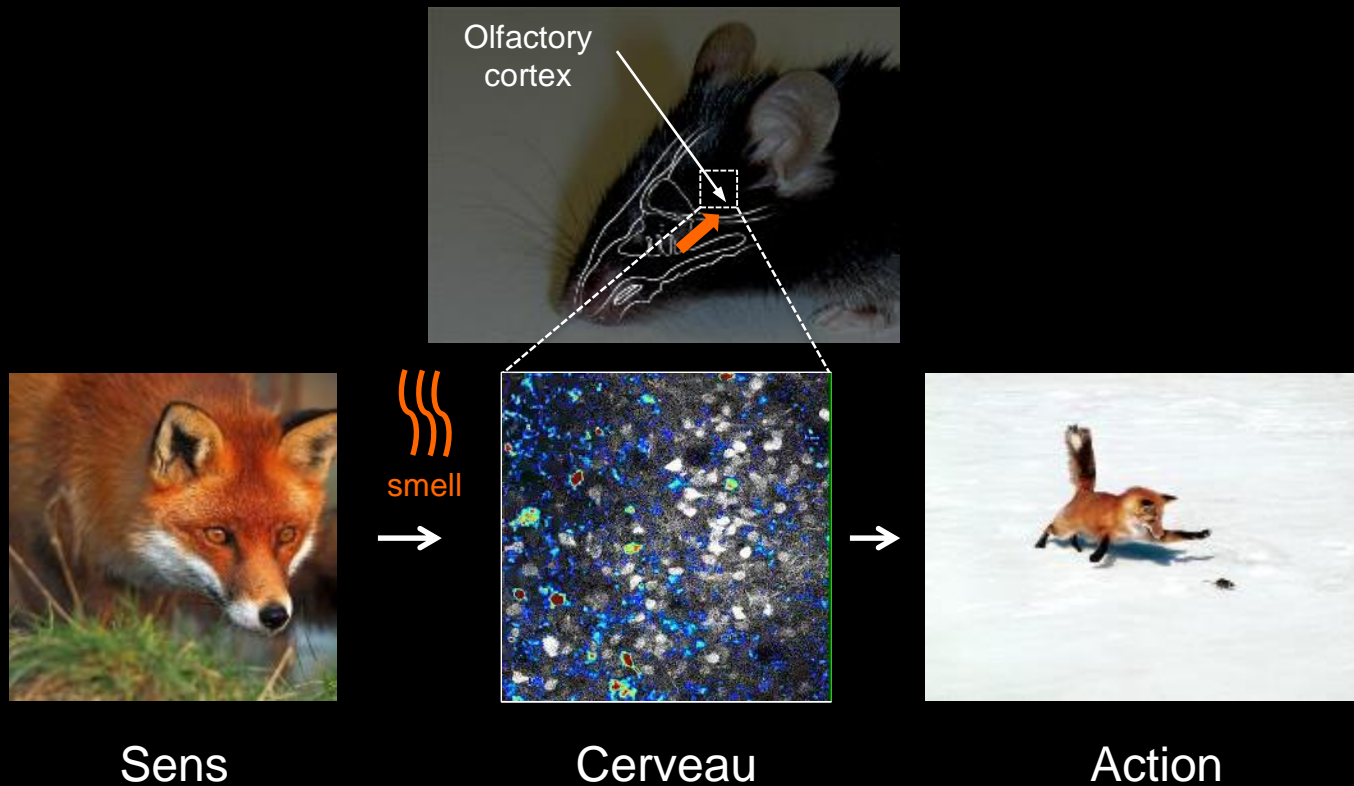 Olfactory
cortex
smell
Sens
Cerveau
Action